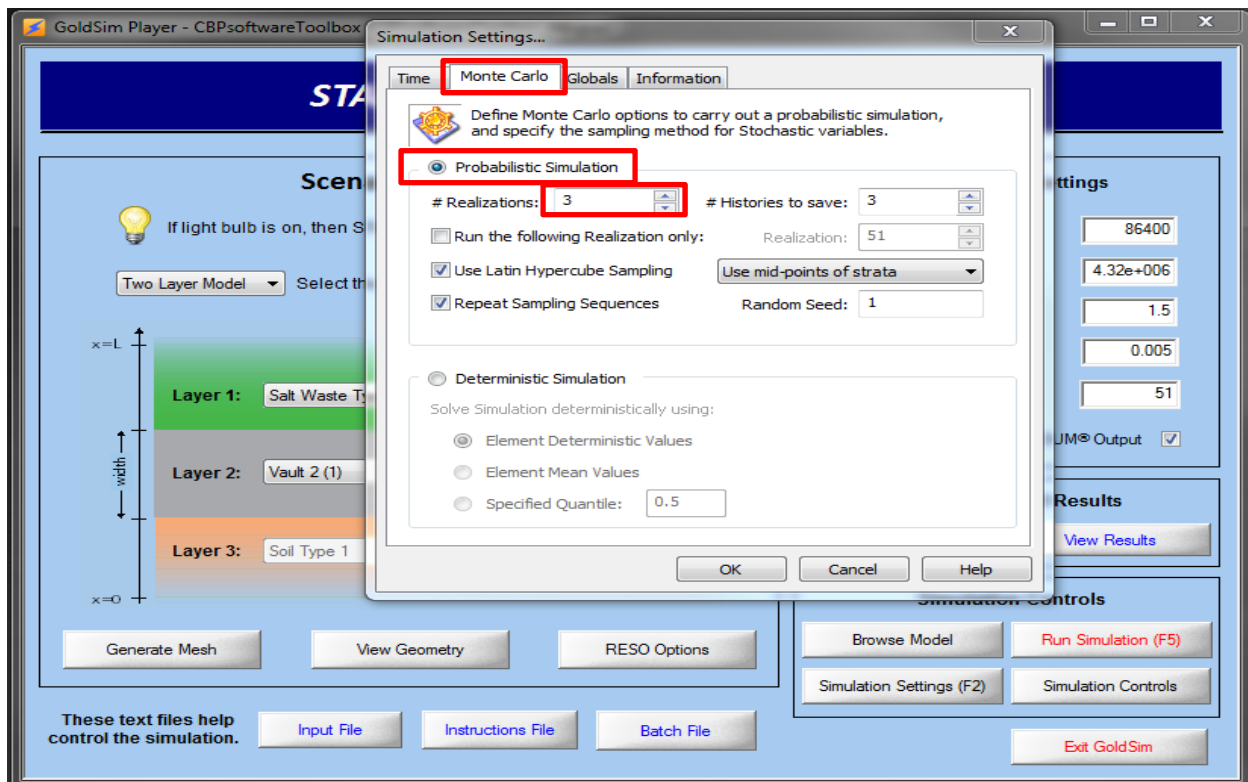 GoldSim Player - CBPsoftwareToolbox
Simulation Settings...
STA
Time Monte Carlo Globals Information
Define Monte Carlo options to carry out a probabilistic simulation,
and specify the sampling method for Stochastic variables.
Probabilistic Simulation
# Realizations: 3 # Histories to save: 3
Run the following Realization only: Realization: 51
Use Latin Hypercube Sampling Use mid-points of strata
Repeat Sampling Sequences Random Seed: 1
Deterministic Simulation
Solve Simulation deterministically using:
Element Deterministic Values
Element Mean Values
Specified Quantile: 0.5
OK Cancel Help
Scen
If light bulb is on, then S
Two Layer Model Select th
x=L
Layer 1: Salt Waste Ty
width
Layer 2: Vault 2 (1)
Layer 3: Soil Type 1
x=0
Generate Mesh View Geometry RESO Options
ttings
86400
4.32e+006
1.5
0.005
51
UM® Output
Results
View Results
Simulation Controls
Browse Model Run Simulation (F5)
Simulation Settings (F2) Simulation Controls
These text files help
control the simulation.
Input File Instructions File Batch File
Exit GoldSim